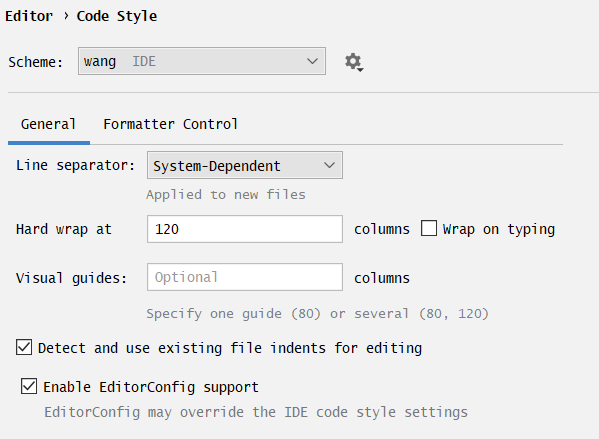 Editor › Code Style
Scheme: wang IDE
General Formatter Control
Line separator: System-Dependent
Applied to new files
Hard wrap at 120 columns Wrap on typing
Visual guides: Optional columns
Specify one guide (80) or several (80, 120)
Detect and use existing file indents for editing
Enable EditorConfig support
EditorConfig may override the IDE code style settings